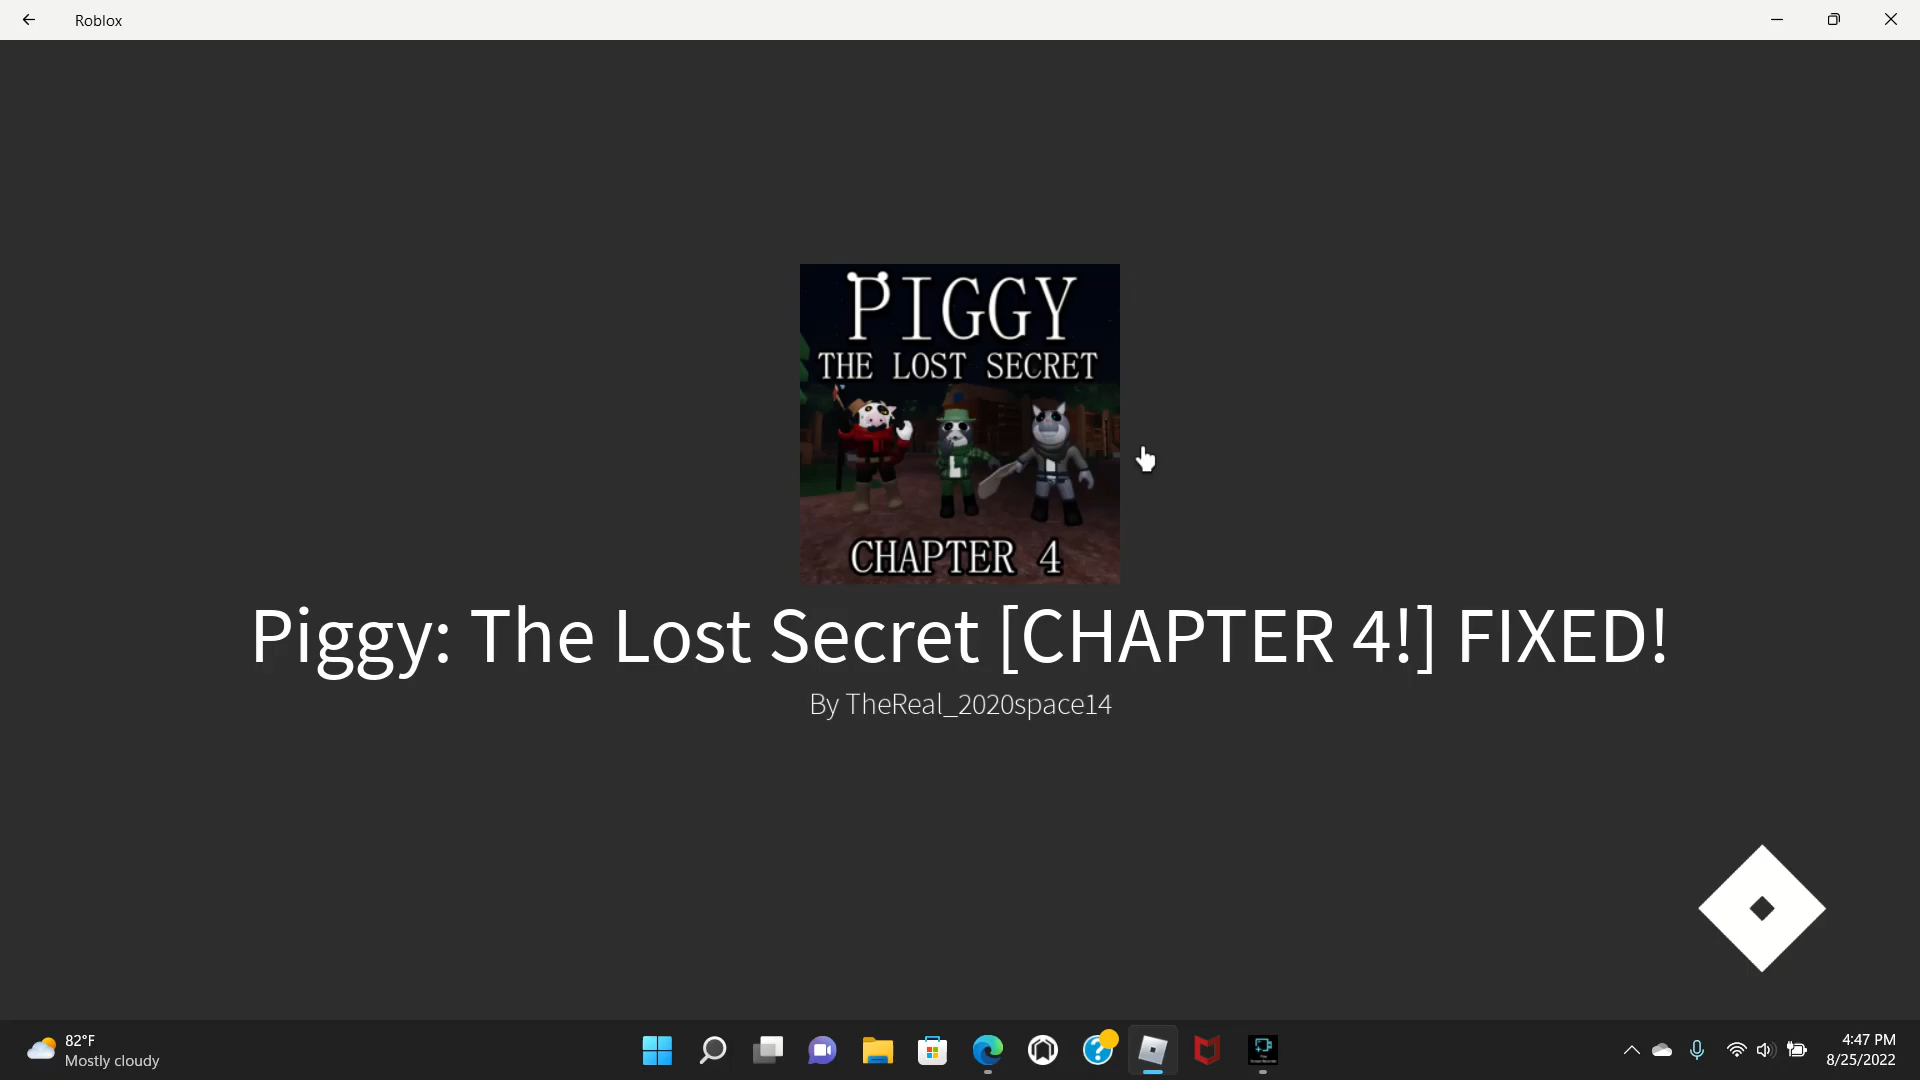 Roblox
PIGGY
THE LOST SECRET
L
CHAPTER 4
Piggy: The Lost Secret [CHAPTER 4!] FIXED!
By TheReal_2020space14
82°F
Mostly cloudy
4:47 PM
8/25/2022